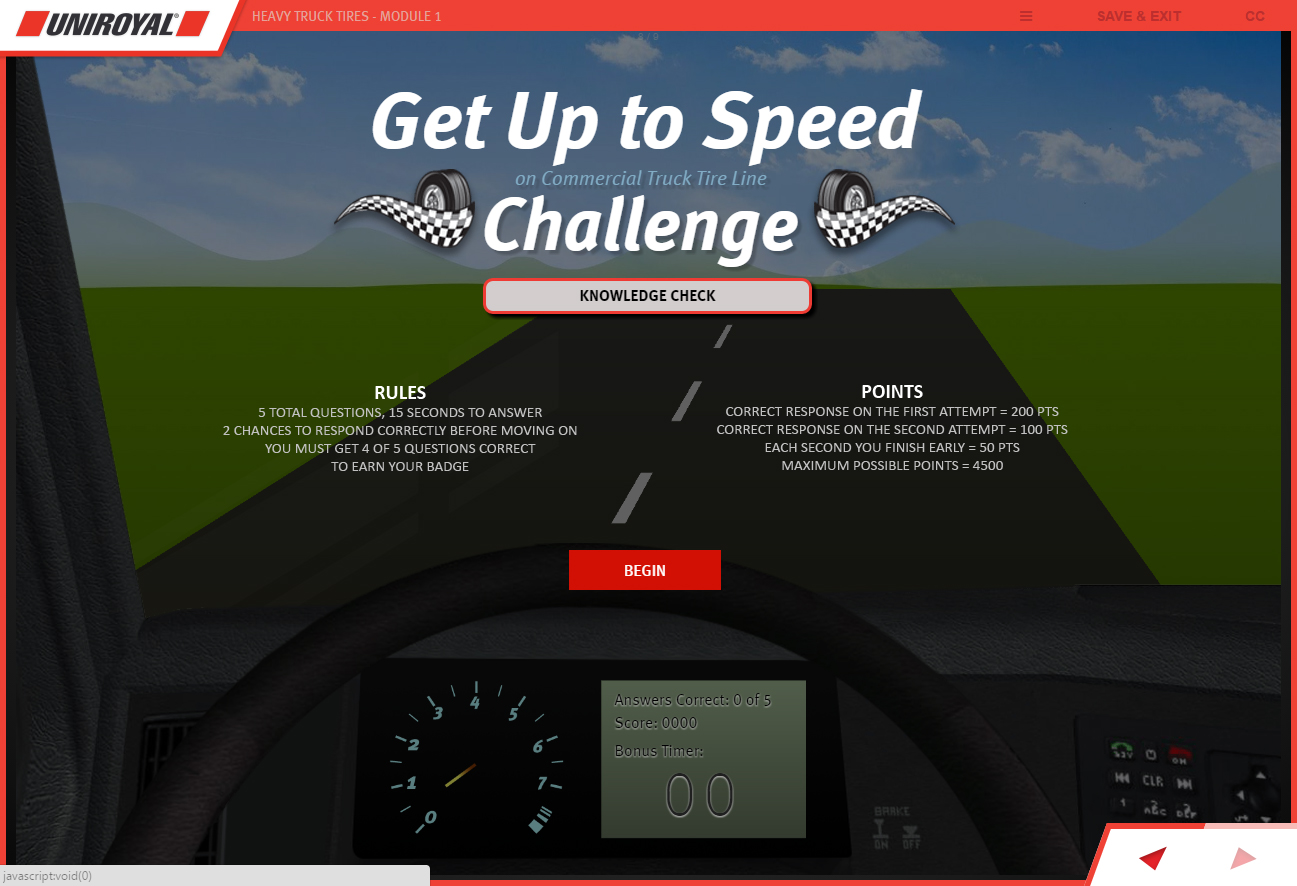 UNIROYAL®
HEAVY TRUCK TIRES - MODULE 1
SAVE & EXIT
CC
Get Up to Speed
on Commercial Truck Tire Line
Challenge
KNOWLEDGE CHECK
RULES
5 TOTAL QUESTIONS, 15 SECONDS TO ANSWER
2 CHANCES TO RESPOND CORRECTLY BEFORE MOVING ON
YOU MUST GET 4 OF 5 QUESTIONS CORRECT
TO EARN YOUR BADGE
POINTS
CORRECT RESPONSE ON THE FIRST ATTEMPT = 200 PTS
CORRECT RESPONSE ON THE SECOND ATTEMPT = 100 PTS
EACH SECOND YOU FINISH EARLY = 50 PTS
MAXIMUM POSSIBLE POINTS = 4500
BEGIN
0
1
2
3
4
5
6
7
Answers Correct: 0 of 5
Score: 0000
Bonus Timer:
00
CLR
1
ABC
DEF
BRAKE
ON OFF
javascript:void(0)